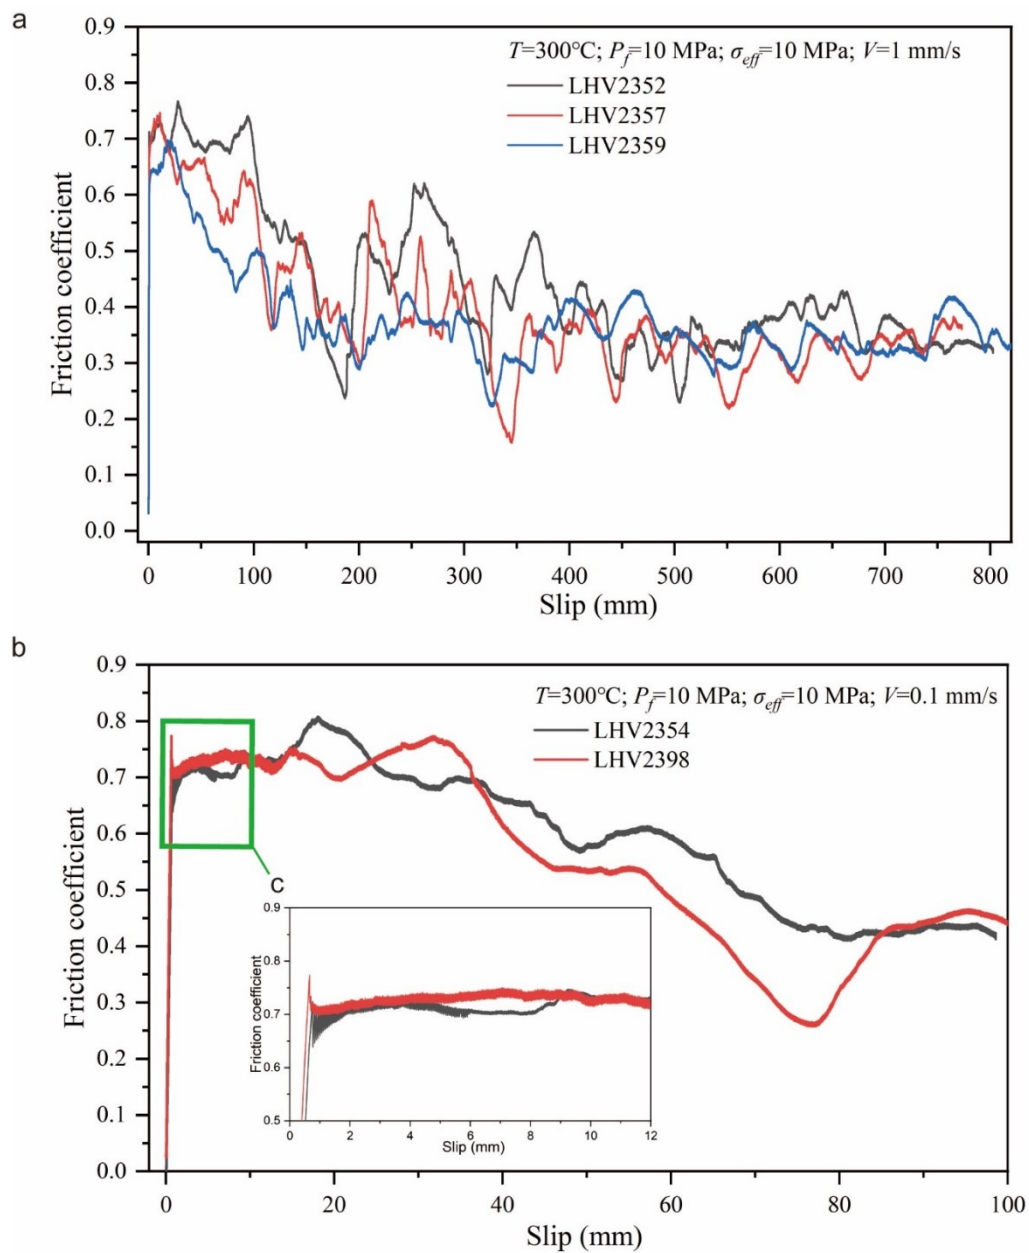 a
T=300℃; P_f=10 MPa; σ_eff=10 MPa; V=1 mm/s
LHV2352
LHV2357
LHV2359
Friction coefficient
0.9
0.8
0.7
0.6
0.5
0.4
0.3
0.2
0.1
0.0
0 100 200 300 400 500 600 700 800
Slip (mm)
b
T=300℃; P_f=10 MPa; σ_eff=10 MPa; V=0.1 mm/s
LHV2354
LHV2398
Friction coefficient
0.9
0.8
0.7
0.6
0.5
0.4
0.3
0.2
0.1
0.0
c
Friction coefficient
0.9
0.8
0.7
0.6
0.5
0 2 4 6 8 10 12
Slip (mm)
0 20 40 60 80 100
Slip (mm)